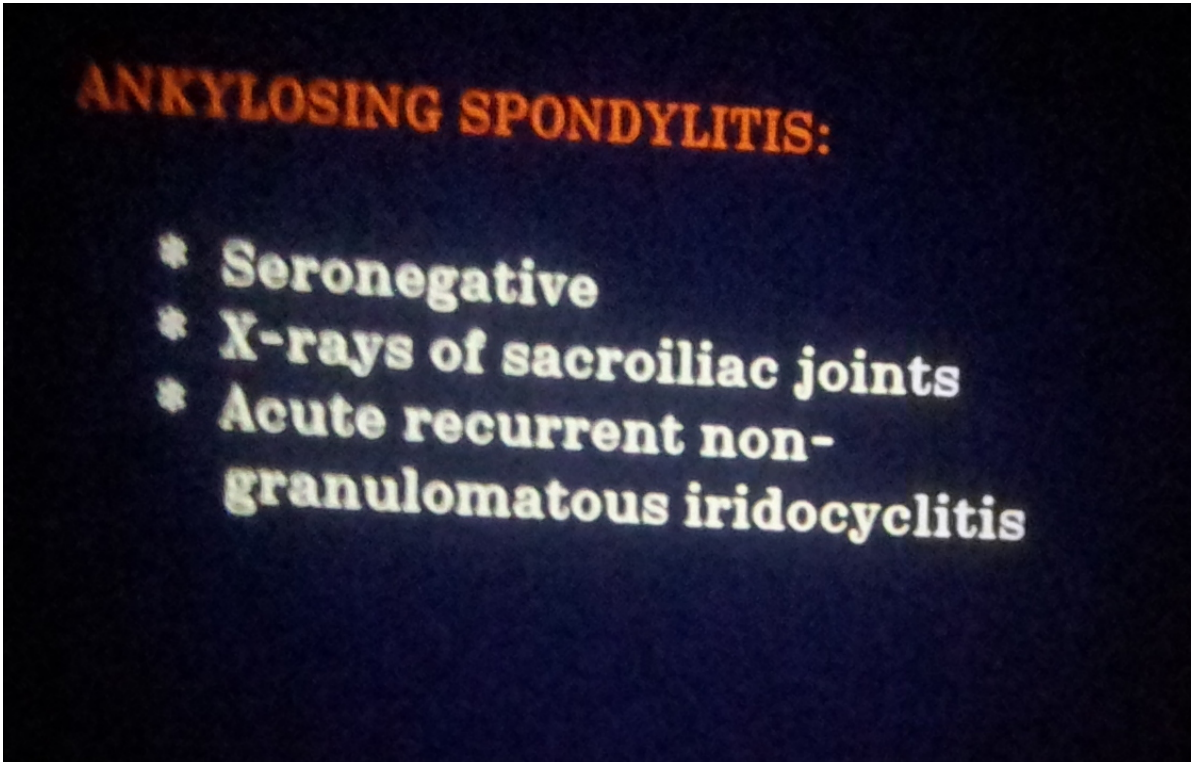 ANKYLOSING SPONDYLITIS:
* Seronegative
* X-rays of sacroiliac joints
* Acute recurrent non-
granulomatous iridocyclitis